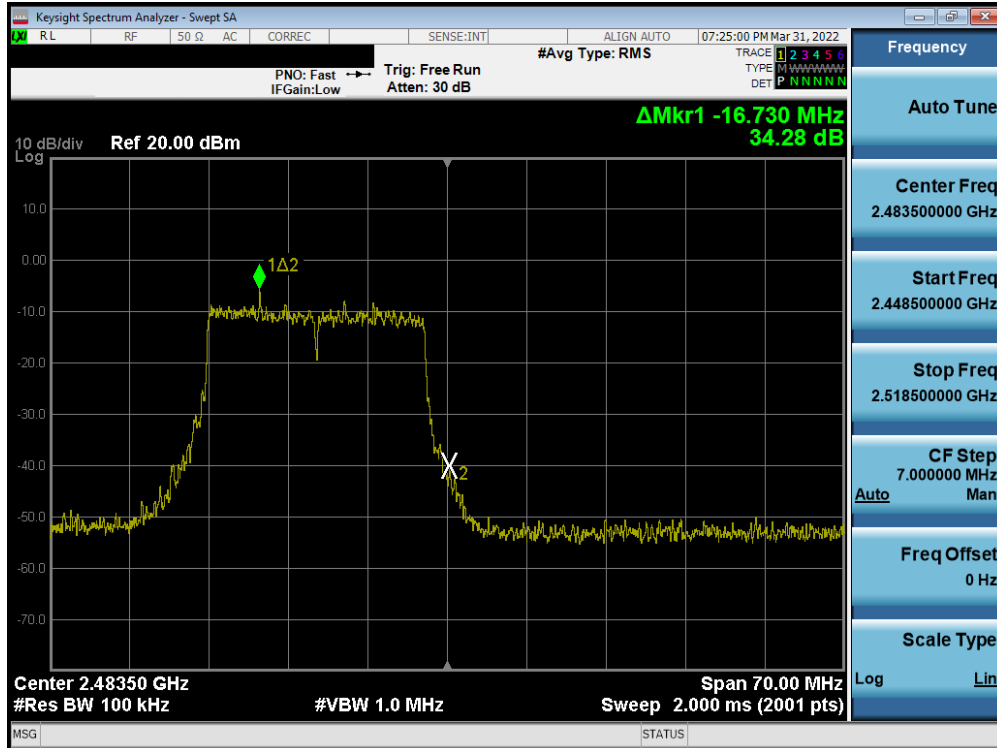 Keysight Spectrum Analyzer - Swept SA
LXI RL RF 50 Ω AC CORREC SENSE:INT ALIGN AUTO 07:25:00 PM Mar 31, 2022
PNO: Fast
IFGain:Low
Trig: Free Run
Atten: 30 dB
#Avg Type: RMS
TRACE 1 2 3 4 5 6
TYPE M WWWWW
DET P N N N N N
ΔMkr1 -16.730 MHz
34.28 dB
10 dB/div Ref 20.00 dBm
Log
10.0
0.00
-10.0
-20.0
-30.0
-40.0
-50.0
-60.0
-70.0
1Δ2
2
Center 2.48350 GHz Span 70.00 MHz
#Res BW 100 kHz #VBW 1.0 MHz Sweep 2.000 ms (2001 pts)
MSG STATUS
Frequency
Auto Tune
Center Freq
2.483500000 GHz
Start Freq
2.448500000 GHz
Stop Freq
2.518500000 GHz
CF Step
7.000000 MHz
Auto Man
Freq Offset
0 Hz
Scale Type
Log Lin